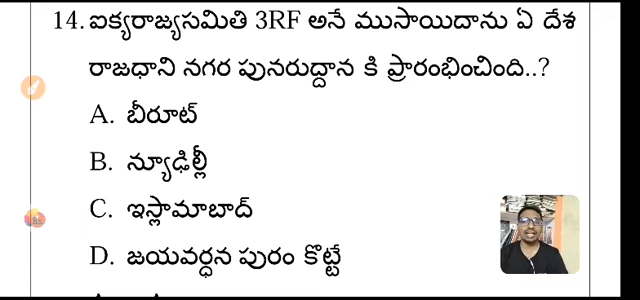 14. ఐక్యరాజ్యసమితి 3RF అనే ముసాయిదాను ఏ దేశ
రాజధాని నగర పునరుద్దాన కి ప్రారంభించింది..?
A. బీరూట్
B. న్యూఢిల్లీ
C. ఇస్లామాబాద్
D. జయవర్ధన పురం కొట్టే